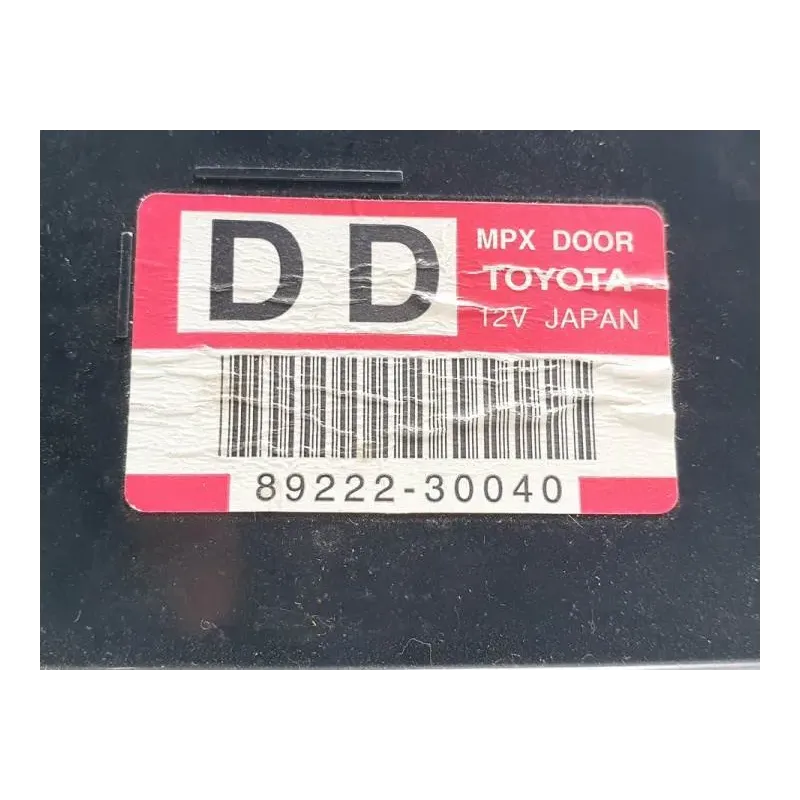 DD
MPX DOOR
TOYOTA
12V JAPAN
89222-30040